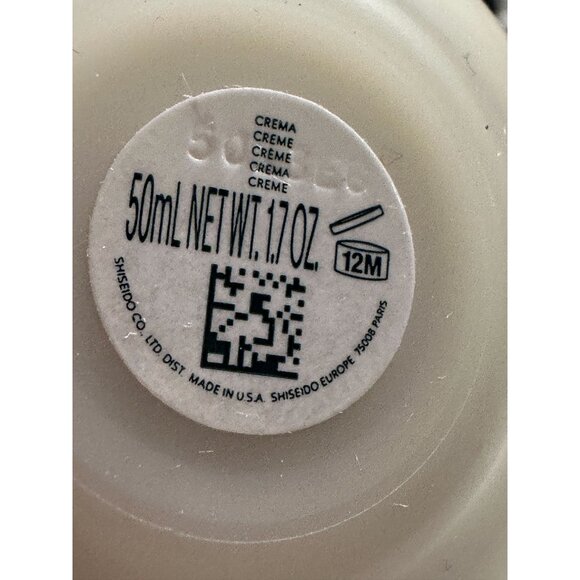 CREMA
CREME
CRÈME
CREMA
CREME
50mL NET WT. 1.7 OZ.
12M
SHISEIDO CO., LTD. DIST. MADE IN U.S.A. SHISEIDO EUROPE 75008 PARIS